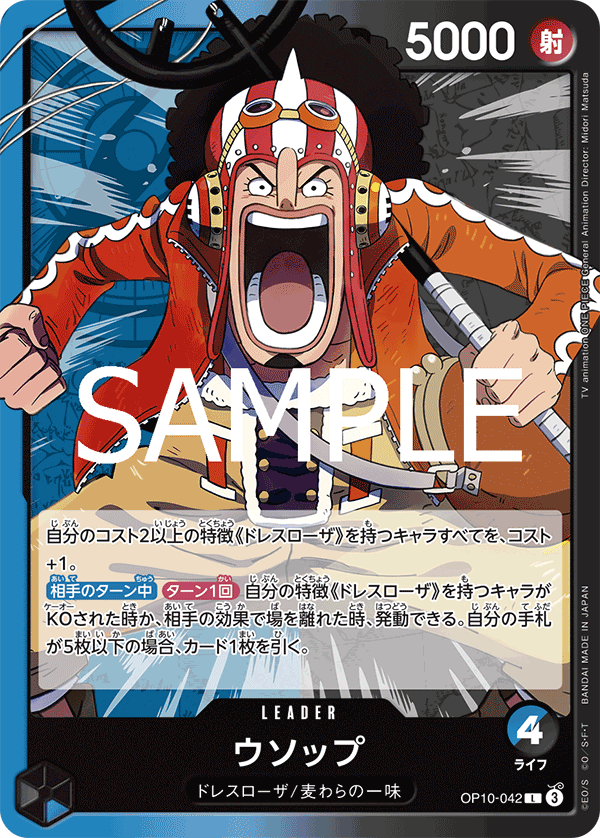 5000 射
SAMPLE
自分のコスト2以上の特徴《ドレスローザ》を持つキャラすべてを、コスト
+1。
相手のターン中 ターン1回 自分の特徴《ドレスローザ》を持つキャラが
KOされた時か、相手の効果で場を離れた時、発動できる。自分の手札
が5枚以下の場合、カード1枚を引く。
LEADER
ウソップ
4
ライフ
ドレスローザ/麦わらの一味
OP10-042 L 3
TV animation ONE PIECE General Animation Director: Midori Matsuda
©E.O/S ©O/S・F・T BANDAI MADE IN JAPAN